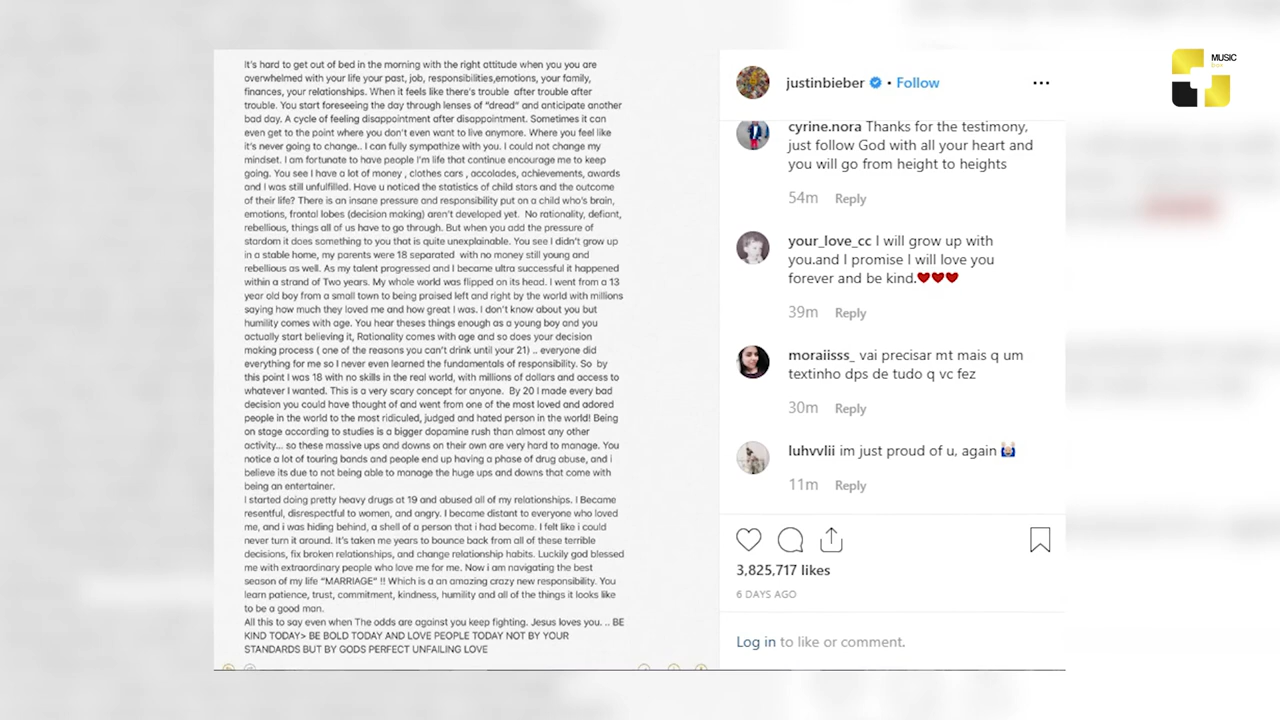 It's hard to get out of bed in the morning with the right attitude when you you are
overwhelmed with your life your past, job, responsibilities,emotions, your family,
finances, your relationships. When it feels like there's trouble after trouble after
trouble. You start foreseeing the day through lenses of "dread" and anticipate another
bad day. A cycle of feeling disappointment after disappointment. Sometimes it can
even get to the point where you don't even want to live anymore. Where you feel like
it's never going to change.. I can fully sympathize with you. I could not change my
mindset. I am fortunate to have people I'm life that continue encourage me to keep
going. You see I have a lot of money , clothes cars , accolades, achievements, awards
and I was still unfulfilled. Have u noticed the statistics of child stars and the outcome
of their life? There is an insane pressure and responsibility put on a child who's brain,
emotions, frontal lobes (decision making) aren't developed yet. No rationality, defiant,
rebellious, things all of us have to go through. But when you add the pressure of
stardom it does something to you that is quite unexplainable. You see I didn't grow up
in a stable home, my parents were 18 separated with no money still young and
rebellious as well. As my talent progressed and I became ultra successful it happened
within a strand of Two years. My whole world was flipped on its head. I went from a 13
year old boy from a small town to being praised left and right by the world with millions
saying how much they loved me and how great I was. I don't know about you but
humility comes with age. You hear theses things enough as a young boy and you
actually start believing it, Rationality comes with age and so does your decision
making process ( one of the reasons you can't drink until your 21) .. everyone did
everything for me so I never even learned the fundamentals of responsibility. So by
this point I was 18 with no skills in the real world, with millions of dollars and access to
whatever I wanted. This is a very scary concept for anyone. By 20 I made every bad
decision you could have thought of and went from one of the most loved and adored
people in the world to the most ridiculed, judged and hated person in the world! Being
on stage according to studies is a bigger dopamine rush than almost any other
activity... so these massive ups and downs on their own are very hard to manage. You
notice a lot of touring bands and people end up having a phase of drug abuse, and i
believe its due to not being able to manage the huge ups and downs that come with
being an entertainer.
I started doing pretty heavy drugs at 19 and abused all of my relationships. I Became
resentful, disrespectful to women, and angry. I became distant to everyone who loved
me, and i was hiding behind, a shell of a person that i had become. I felt like i could
never turn it around. It's taken me years to bounce back from all of these terrible
decisions, fix broken relationships, and change relationship habits. Luckily god blessed
me with extraordinary people who love me for me. Now i am navigating the best
season of my life "MARRIAGE" !! Which is a an amazing crazy new responsibility. You
learn patience, trust, commitment, kindness, humility and all of the things it looks like
to be a good man.
All this to say even when The odds are against you keep fighting. Jesus loves you. .. BE
KIND TODAY> BE BOLD TODAY AND LOVE PEOPLE TODAY NOT BY YOUR
STANDARDS BUT BY GODS PERFECT UNFAILING LOVE
justinbieber • Follow
cyrine.nora Thanks for the testimony,
just follow God with all your heart and
you will go from height to heights
54m Reply
your_love_cc I will grow up with
you.and I promise I will love you
forever and be kind.❤❤❤
39m Reply
moraiisss_ vai precisar mt mais q um
textinho dps de tudo q vc fez
30m Reply
luhvvlii im just proud of u, again
11m Reply
3,825,717 likes
6 DAYS AGO
Log in to like or comment.
MUSIC